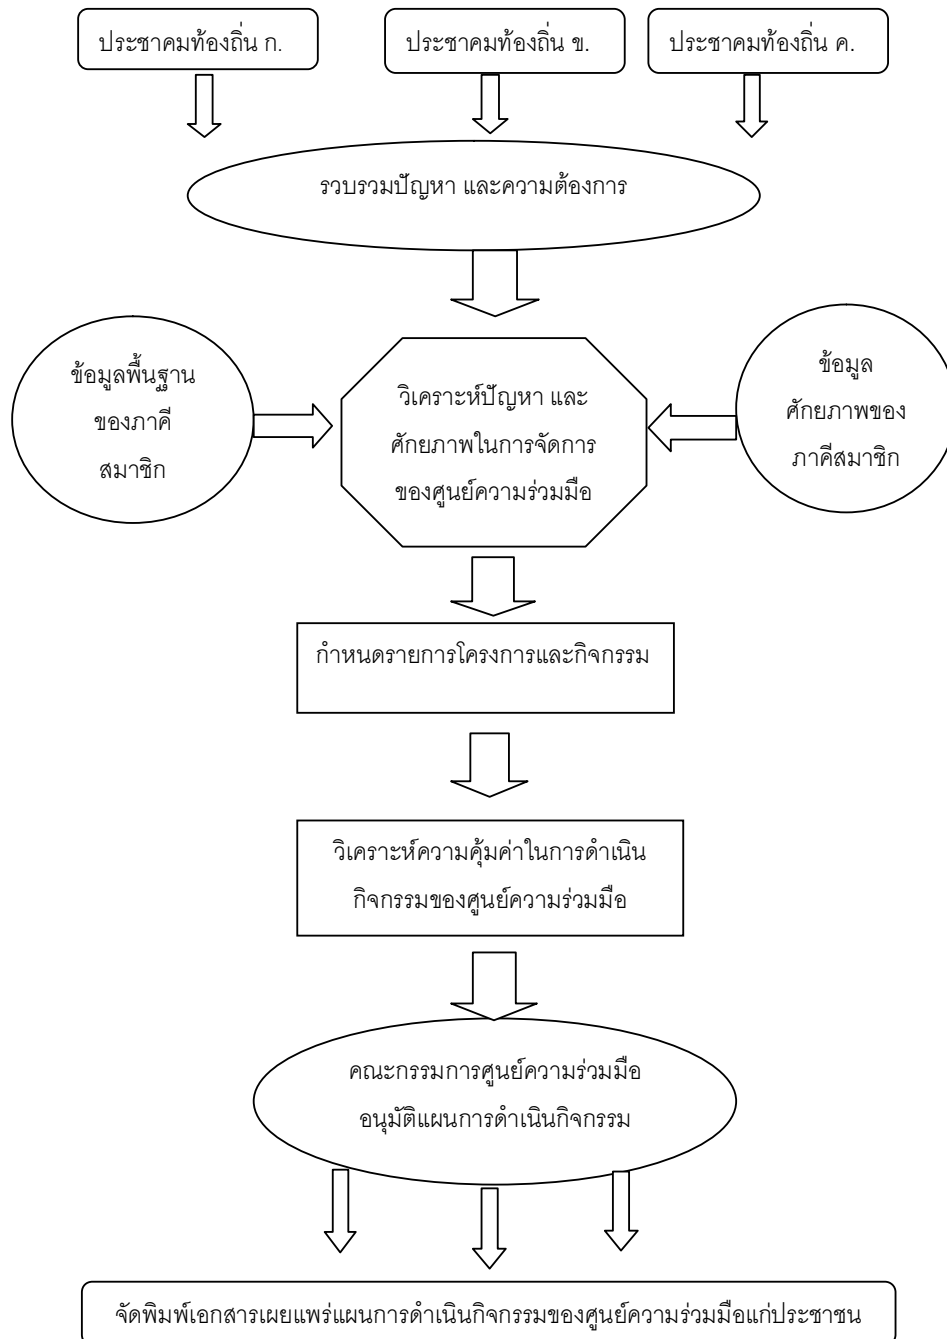 ประชาคมท้องถิ่น ก.
ประชาคมท้องถิ่น ข.
ประชาคมท้องถิ่น ค.
รวบรวมปัญหา และความต้องการ
ข้อมูลพื้นฐาน
ของภาคี
สมาชิก
วิเคราะห์ปัญหา และ
ศักยภาพในการจัดการ
ของศูนย์ความร่วมมือ
ข้อมูล
ศักยภาพของ
ภาคีสมาชิก
กำหนดรายการโครงการและกิจกรรม
วิเคราะห์ความคุ้มค่าในการดำเนิน
กิจกรรมของศูนย์ความร่วมมือ
คณะกรรมการศูนย์ความร่วมมือ
อนุมัติแผนการดำเนินกิจกรรม
จัดพิมพ์เอกสารเผยแพร่แผนการดำเนินกิจกรรมของศูนย์ความร่วมมือแก่ประชาชน